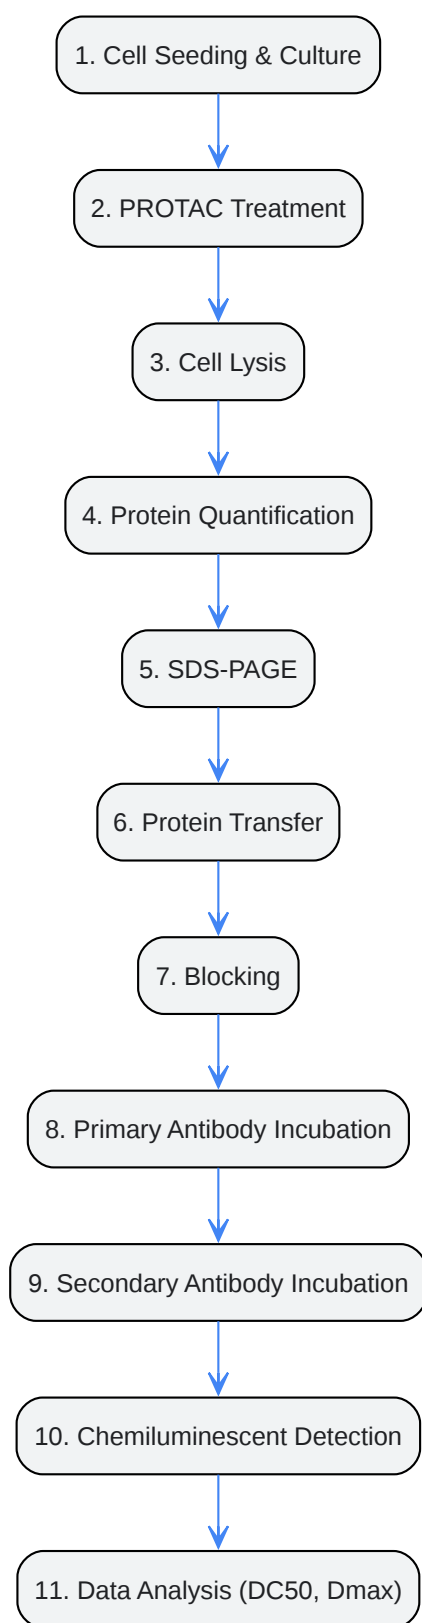 1. Cell Seeding & Culture
2. PROTAC Treatment
3. Cell Lysis
4. Protein Quantification
5. SDS-PAGE
6. Protein Transfer
7. Blocking
8. Primary Antibody Incubation
9. Secondary Antibody Incubation
10. Chemiluminescent Detection
11. Data Analysis (DC50, Dmax)